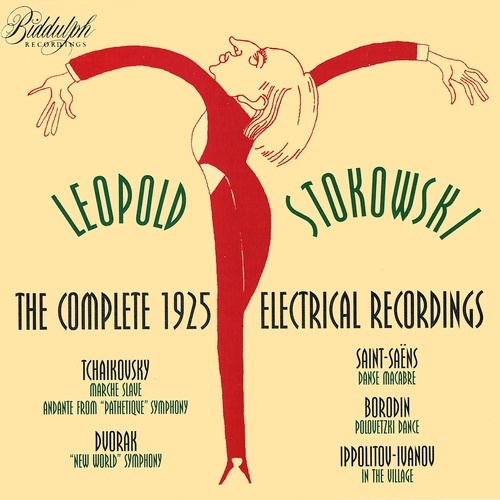 Biddulph
RECORDINGS
LEOPOLD STOKOWSKI
THE COMPLETE 1925 ELECTRICAL RECORDINGS
TCHAIKOVSKY
MARCHE SLAVE
ANDANTE FROM "PATHETIQUE" SYMPHONY
DVORAK
"NEW WORLD" SYMPHONY
SAINT-SAËNS
DANSE MACABRE
BORODIN
POLOVETZKI DANCE
IPPOLITOV-IVANOV
IN THE VILLAGE